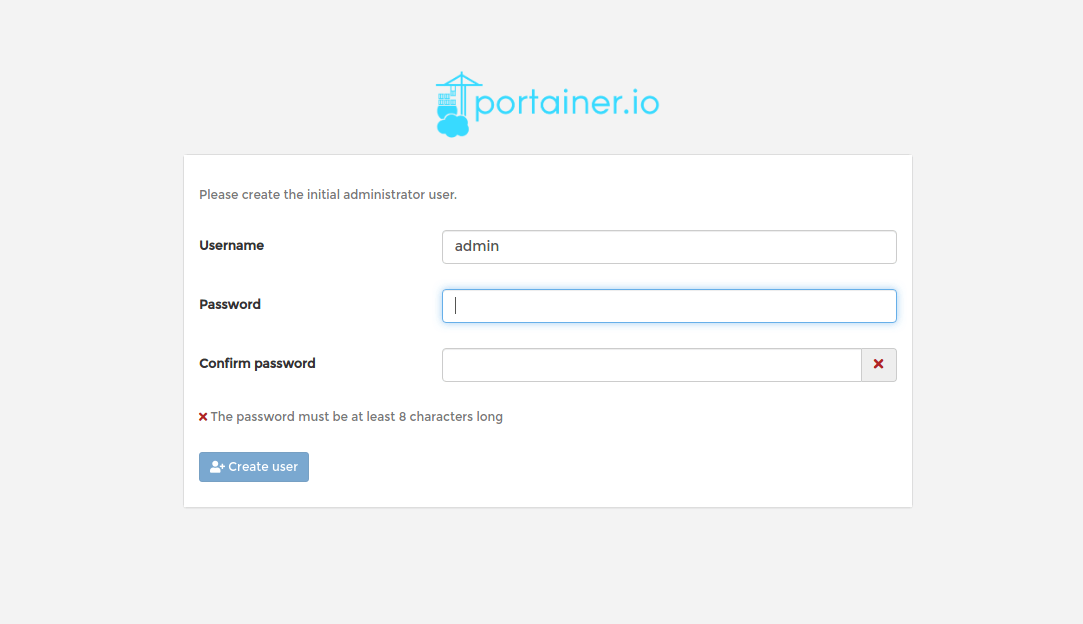 portainer.io
Please create the initial administrator user.
Username
admin
Password
Confirm password
The password must be at least 8 characters long
Create user